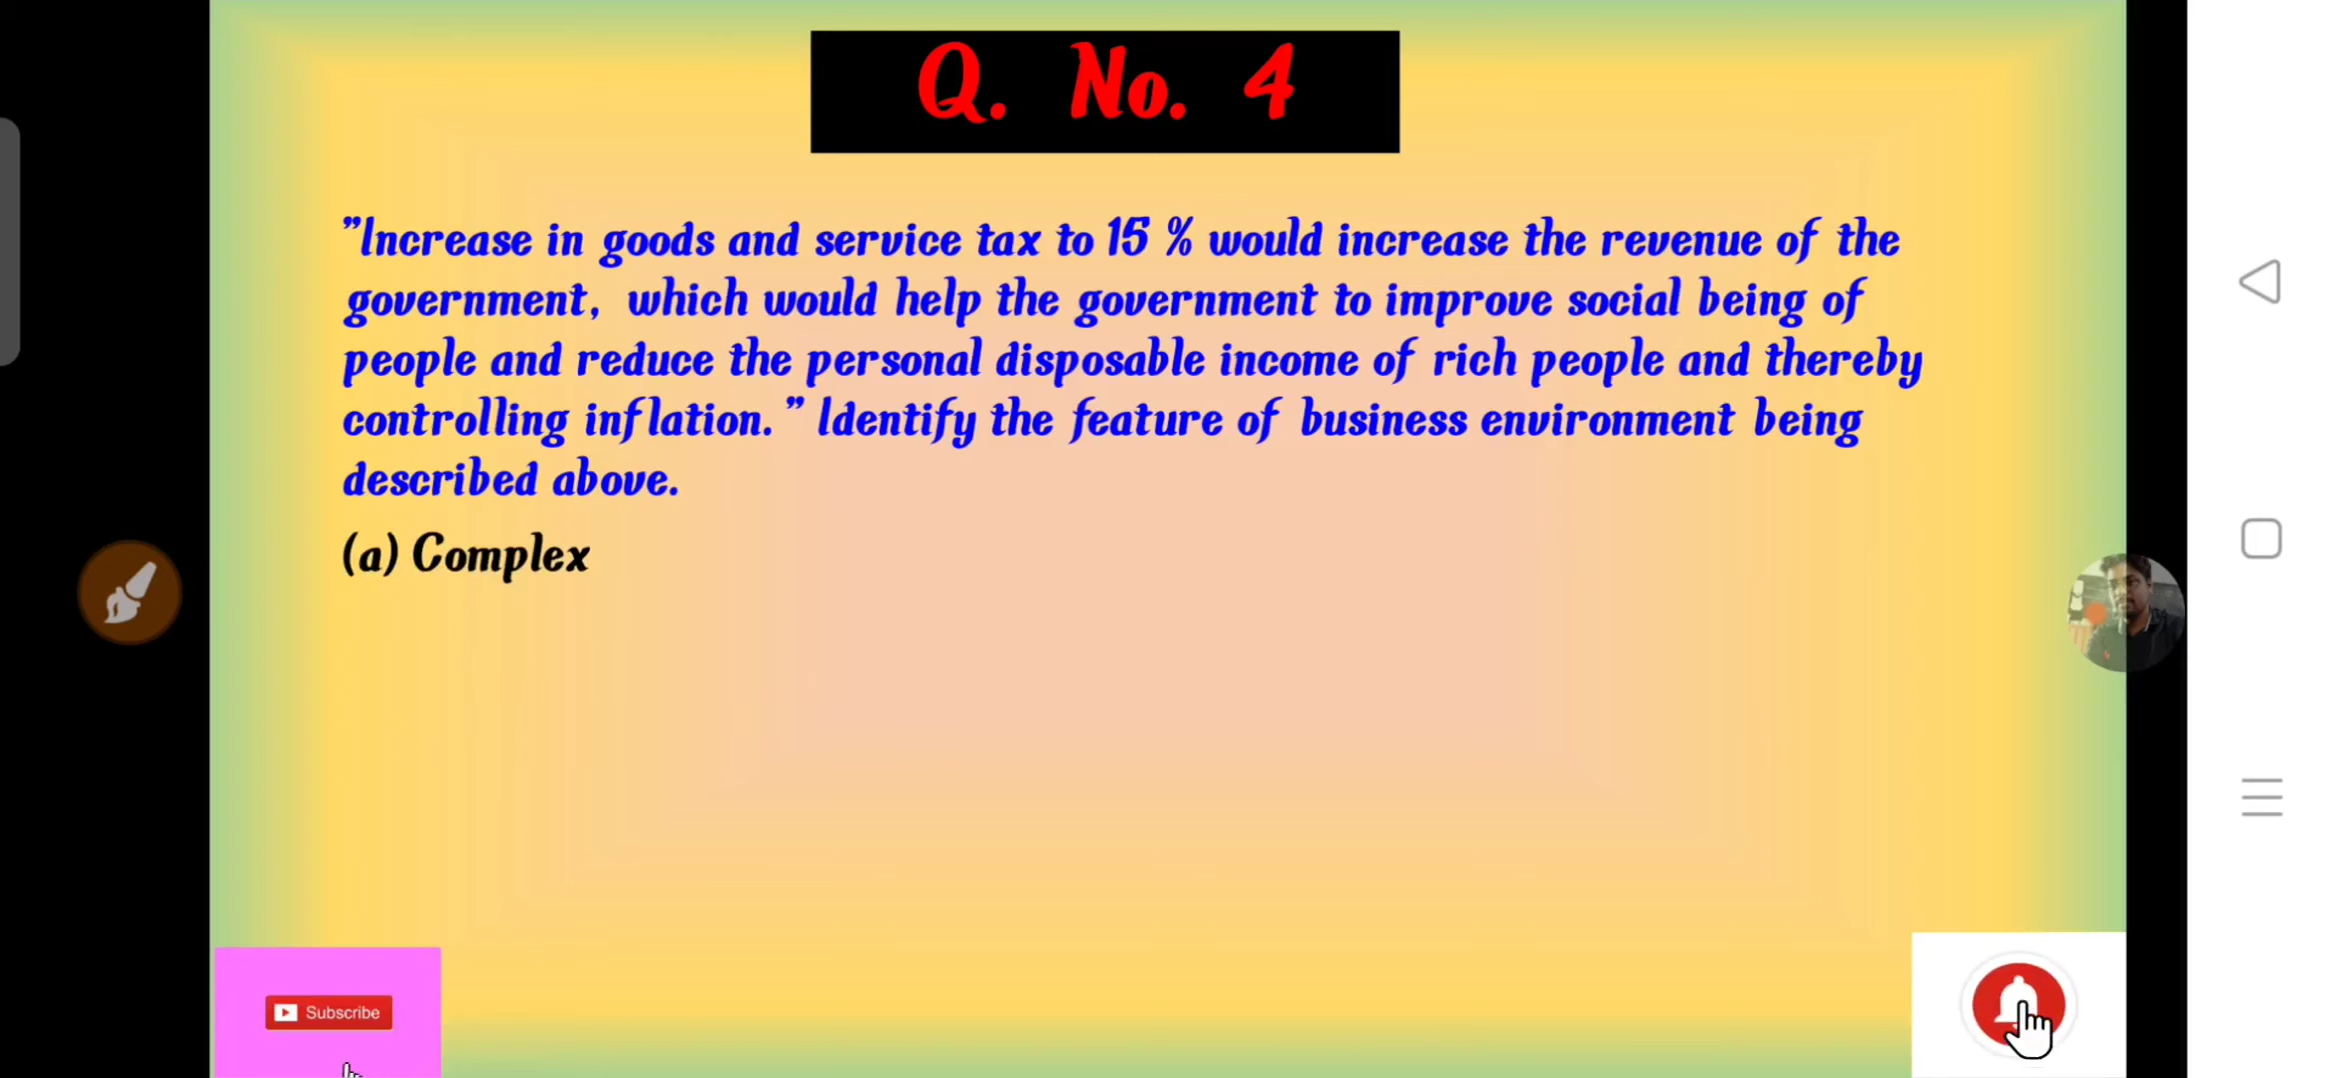 Q. No. 4
"Increase in goods and service tax to 15 % would increase the revenue of the
government, which would help the government to improve social being of
people and reduce the personal disposable income of rich people and thereby
controlling inflation. " Identify the feature of business environment being
described above.
(a) Complex
Subscribe